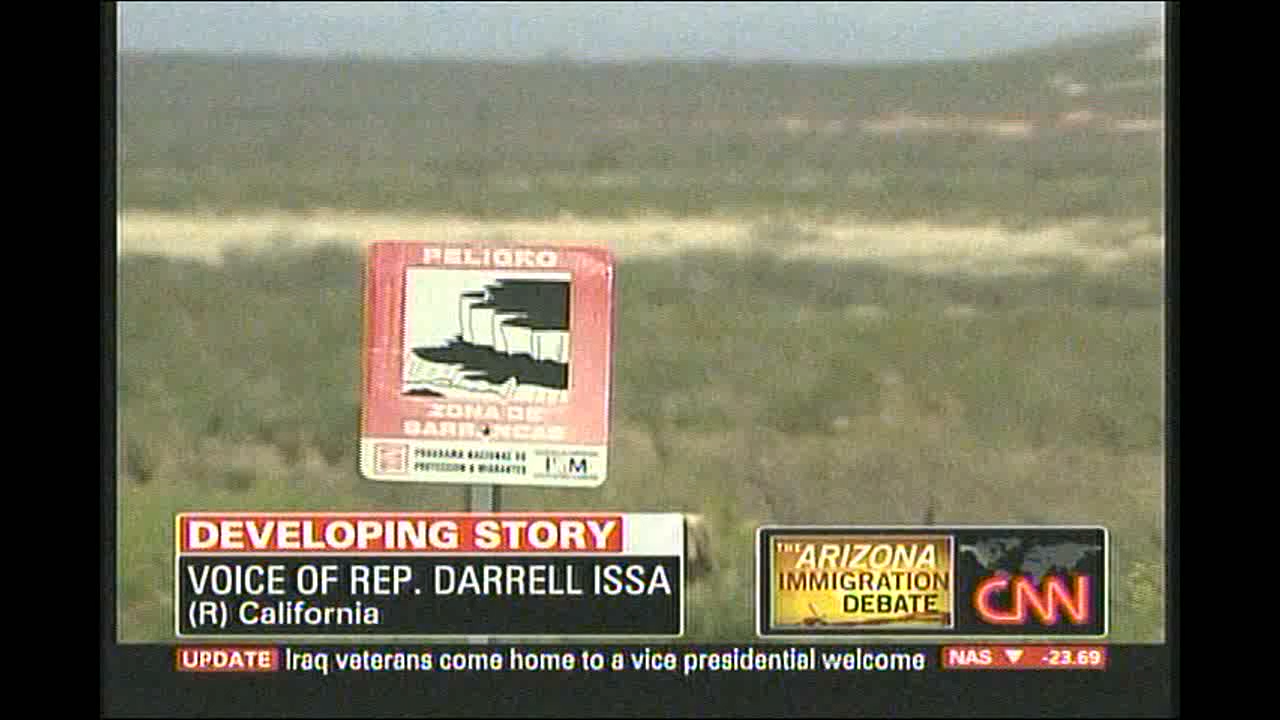 PELIGRO
ZONA DE
BARRANCAS
PROGRAMA NACIONAL DE
PROTECCION A MIGRANTES
DEVELOPING STORY
VOICE OF REP. DARRELL ISSA
(R) California
THE ARIZONA
IMMIGRATION
DEBATE
CNN
UPDATE Iraq veterans come home to a vice presidential welcome NAS ▼ -23.69